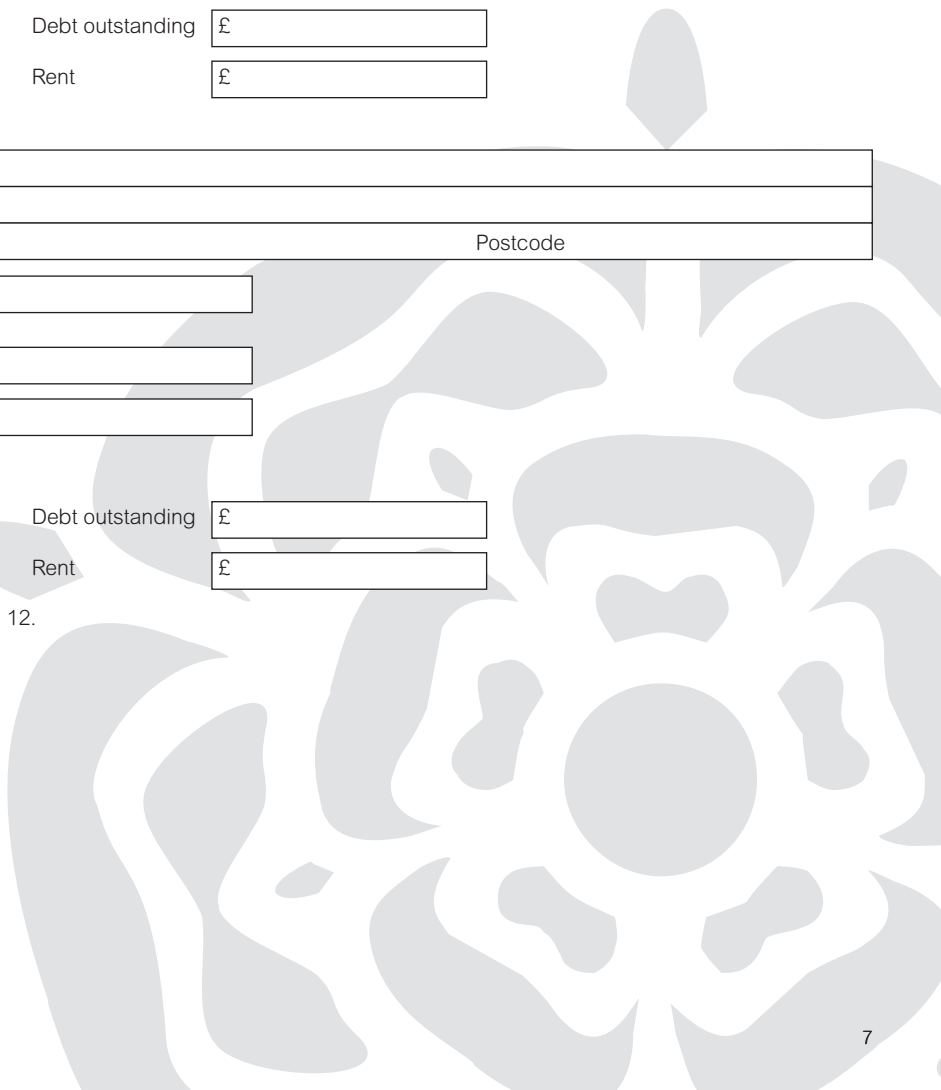 Debt outstanding £
Rent £
Postcode
Debt outstanding £
Rent £
12.
7